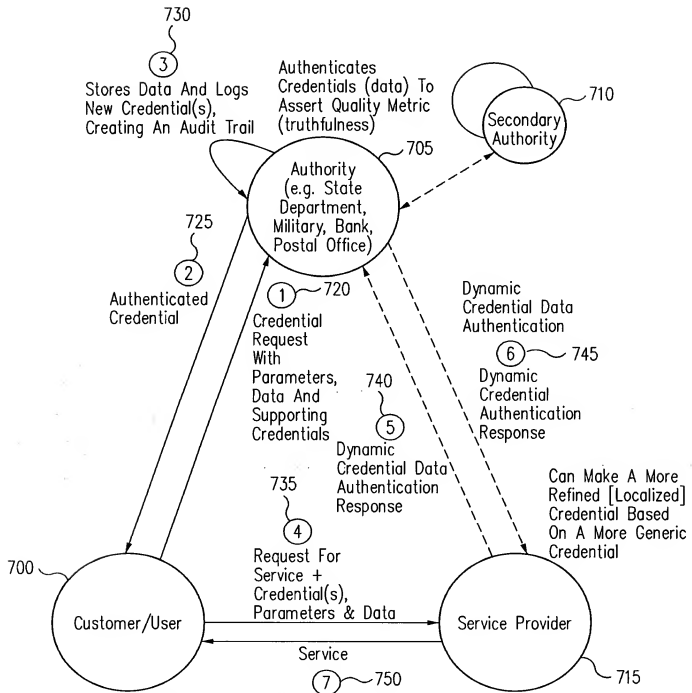 730
3
Stores Data And Logs
New Credential(s),
Creating An Audit Trail
Authenticates
Credentials (data) To
Assert Quality Metric
(truthfulness)
705
Secondary
Authority
710
Authority
(e.g. State
Department,
Military, Bank,
Postal Office)
725
2
Authenticated
Credential
1
720
Credential
Request
With
Parameters,
Data And
Supporting
Credentials
Dynamic
Credential Data
Authentication
6
745
Dynamic
Credential
Authentication
Response
740
5
Dynamic
Credential Data
Authentication
Response
735
4
Request For
Service +
Credential(s),
Parameters & Data
Can Make A More
Refined [Localized]
Credential Based
On A More Generic
Credential
700
Customer/User
Service Provider
715
Service
7
750